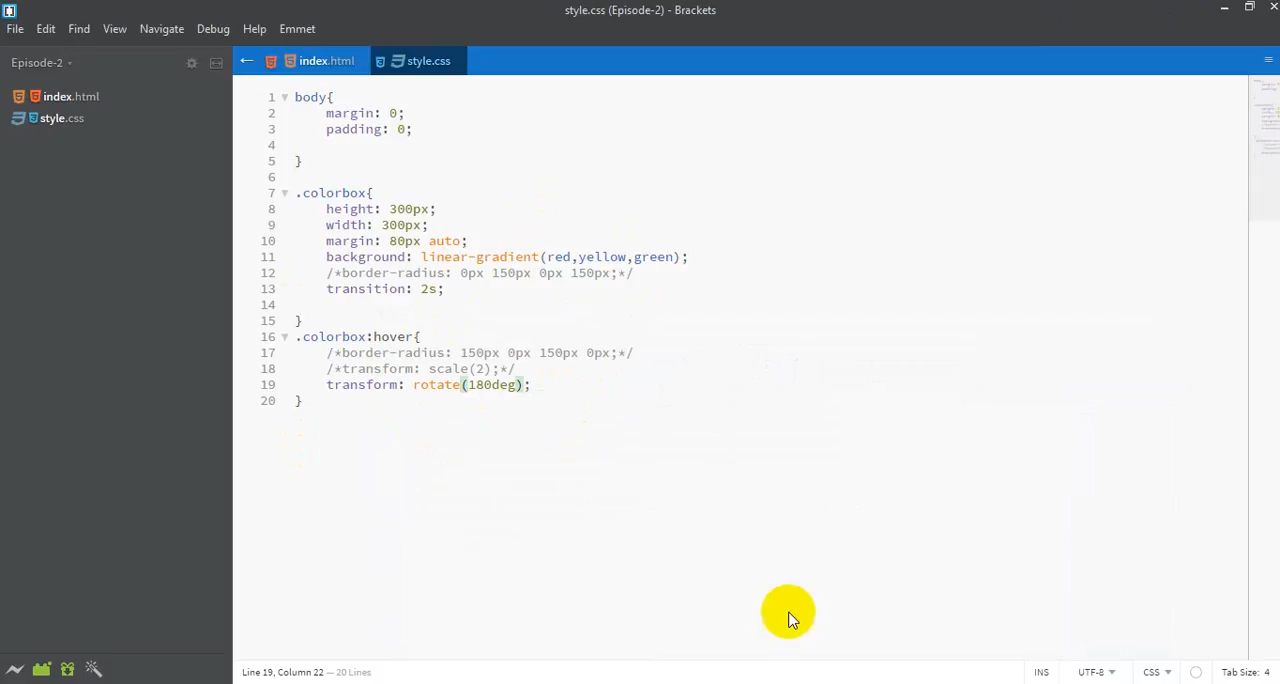 style.css (Episode-2) - Brackets
File Edit Find View Navigate Debug Help Emmet
Episode-2
index.html
style.css
index.html style.css
1 body{
2 margin: 0;
3 padding: 0;
4
5 }
6
7 .colorbox{
8 height: 300px;
9 width: 300px;
10 margin: 80px auto;
11 background: linear-gradient(red,yellow,green);
12 /*border-radius: 0px 150px 0px 150px;*/
13 transition: 2s;
14
15 }
16 .colorbox:hover{
17 /*border-radius: 150px 0px 150px 0px;*/
18 /*transform: scale(2);*/
19 transform: rotate(180deg);
20 }
Line 19, Column 22 — 20 Lines INS UTF-8 CSS Tab Size: 4